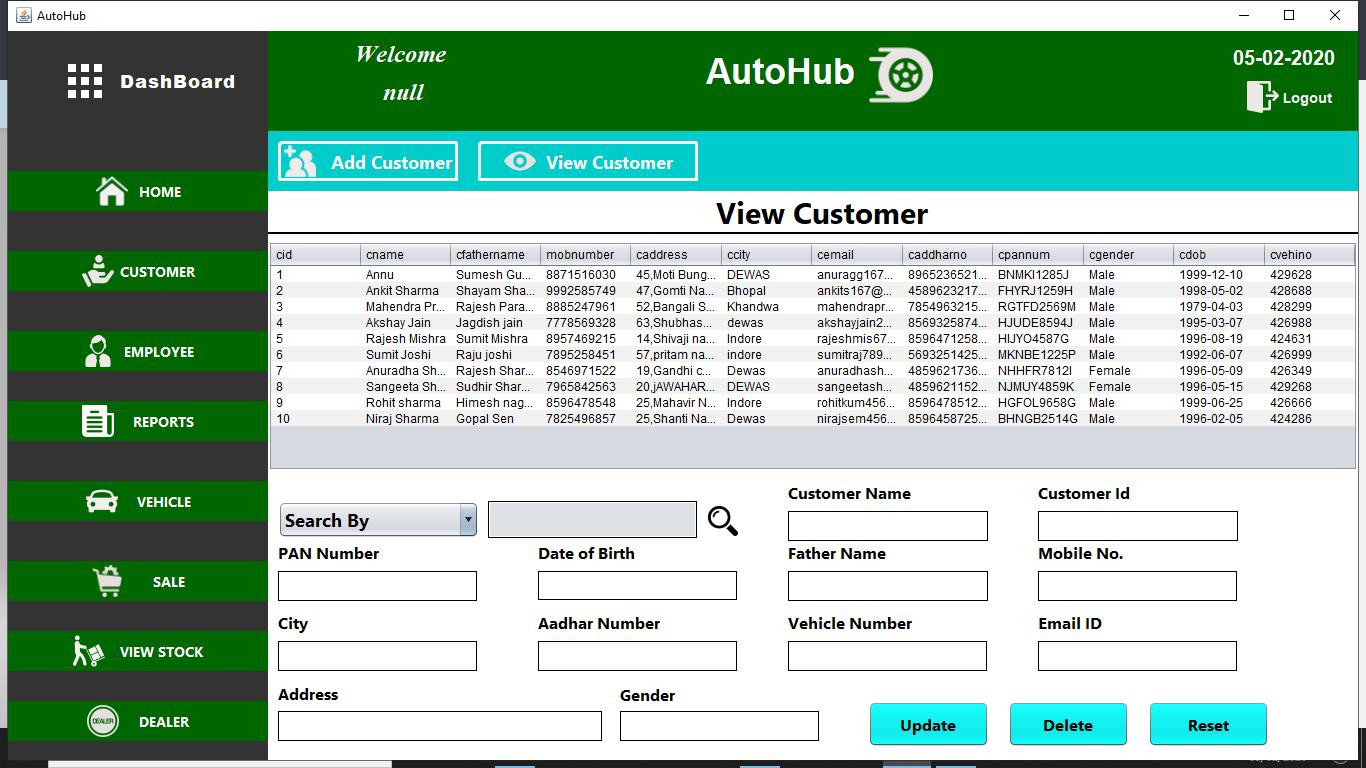 AutoHub
DashBoard
Welcome
null
AutoHub
05-02-2020
Logout
Add Customer
View Customer
HOME
CUSTOMER
EMPLOYEE
REPORTS
VEHICLE
SALE
VIEW STOCK
DEALER
DEALER
View Customer
cid cname cfathername mobnumber caddress ccity cemail caddharno cpannum cgender cdob cvehino
1 Annu Sumesh Gu... 8871516030 45,Moti Bung... DEWAS anuragg167... 8965236521... BNMKI1285J Male 1999-12-10 429628
2 Ankit Sharma Shayam Sha... 9992585749 47,Gomti Na... Bhopal ankits167@... 4589623217... FHYRJ1259H Male 1998-05-02 428688
3 Mahendra Pr... Rajesh Para... 8885247961 52,Bangali S... Khandwa mahendrapr... 7854963215... RGTFD2569M Male 1979-04-03 428299
4 Akshay Jain Jagdish jain 7778569328 63,Shubhas... dewas akshayjain2... 8569325874... HJUDE8594J Male 1995-03-07 426988
5 Rajesh Mishra Sumit Mishra 8957469215 14,Shivaji na... Indore rajeshmis67... 8596471258... HIJYO4587G Male 1996-08-19 424631
6 Sumit Joshi Raju joshi 7895258451 57,pritam na... indore sumitraj789... 5693251425... MKNBE1225P Male 1992-06-07 426999
7 Anuradha Sh... Rajesh Shar... 8546971522 19,Gandhi c... Dewas anuradhash... 4859621736... NHHFR7812I Female 1996-05-09 426349
8 Sangeeta Sh... Sudhir Shar... 7965842563 20,jAWAHAR... DEWAS sangeetash... 4859621152... NJMUY4859K Female 1996-05-15 429268
9 Rohit sharma Himesh nag... 8596478548 25,Mahavir N... Indore rohitkum456... 8596478512... HGFOL9658G Male 1999-06-25 426666
10 Niraj Sharma Gopal Sen 7825496857 25,Shanti Na... Dewas nirajsem456... 8596458725... BHNGB2514G Male 1996-02-05 424286
Search By
Customer Name
Customer Id
PAN Number
Date of Birth
Father Name
Mobile No.
City
Aadhar Number
Vehicle Number
Email ID
Address
Gender
Update
Delete
Reset